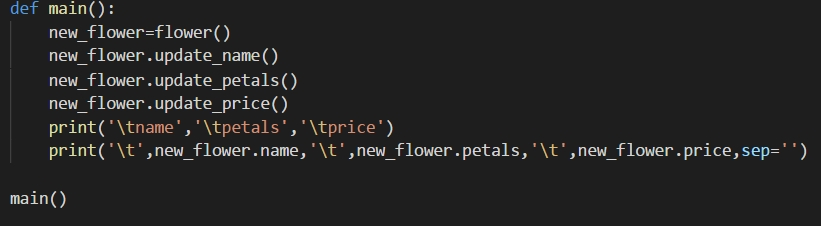 def main():
    new_flower=flower()
    new_flower.update_name()
    new_flower.update_petals()
    new_flower.update_price()
    print('\tname','\tpetals','\tprice')
    print('\t',new_flower.name,'\t',new_flower.petals,'\t',new_flower.price,sep='')
main()